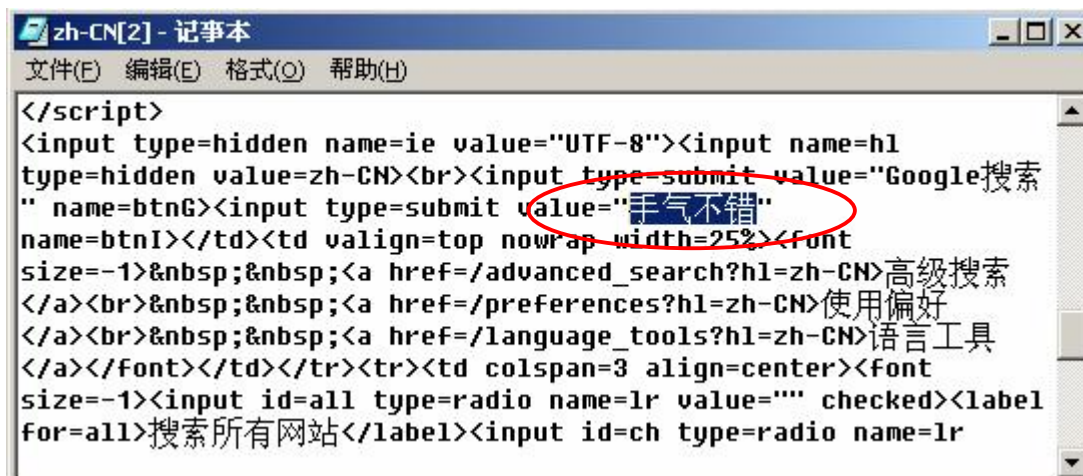 zh-CN[2] - 记事本
文件(F) 编辑(E) 格式(O) 帮助(H)
</script>
<input type=hidden name=ie value="UTF-8"><input name=hl
type=hidden value=zh-CN><br><input type=submit value="Google搜索
" name=btnG><input type=submit value="手气不错"
name=btnI></td><td valign=top nowrap width=25%><font
size=-1>&nbsp;&nbsp;<a href=/advanced_search?hl=zh-CN>高级搜索
</a><br>&nbsp;&nbsp;<a href=/preferences?hl=zh-CN>使用偏好
</a><br>&nbsp;&nbsp;<a href=/language_tools?hl=zh-CN>语言工具
</a></font></td></tr><tr><td colspan=3 align=center><font
size=-1><input id=all type=radio name=lr value="" checked><label
for=all>搜索所有网站</label><input id=ch type=radio name=lr